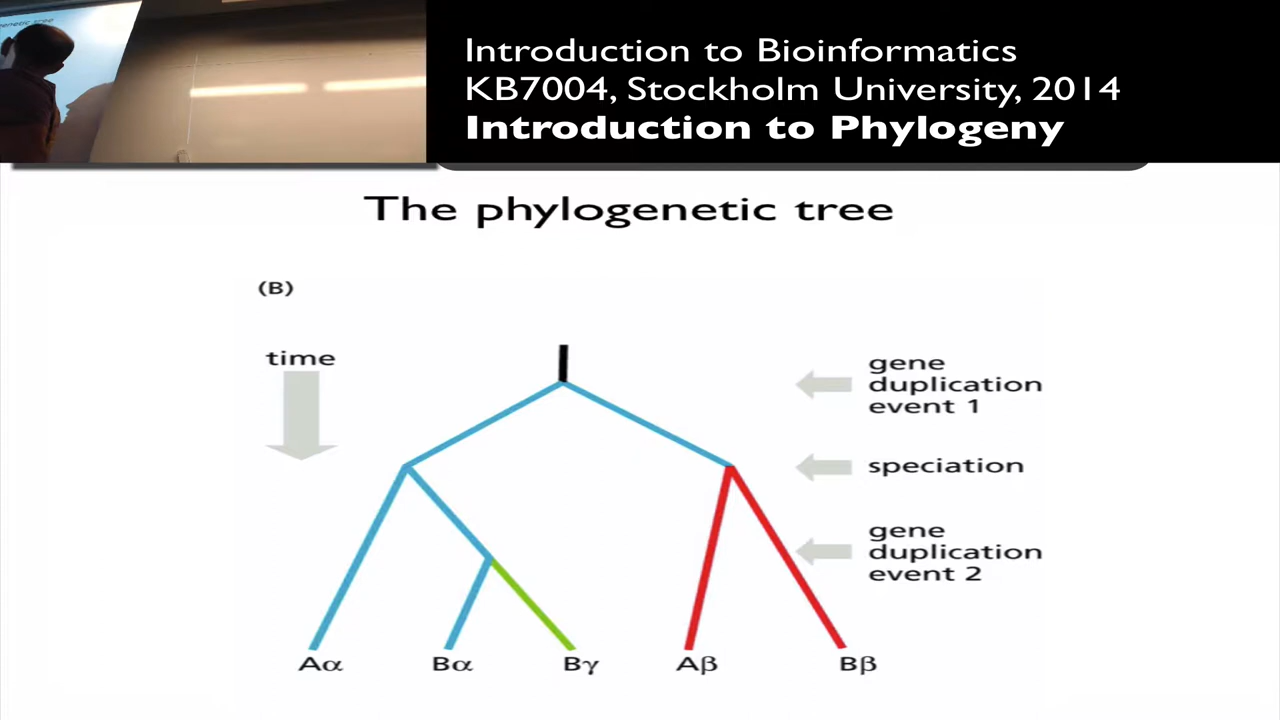 Introduction to Bioinformatics
KB7004, Stockholm University, 2014
Introduction to Phylogeny
The phylogenetic tree
(B)
time
gene
duplication
event 1
speciation
gene
duplication
event 2
Aα Bα Bγ Aβ Bβ